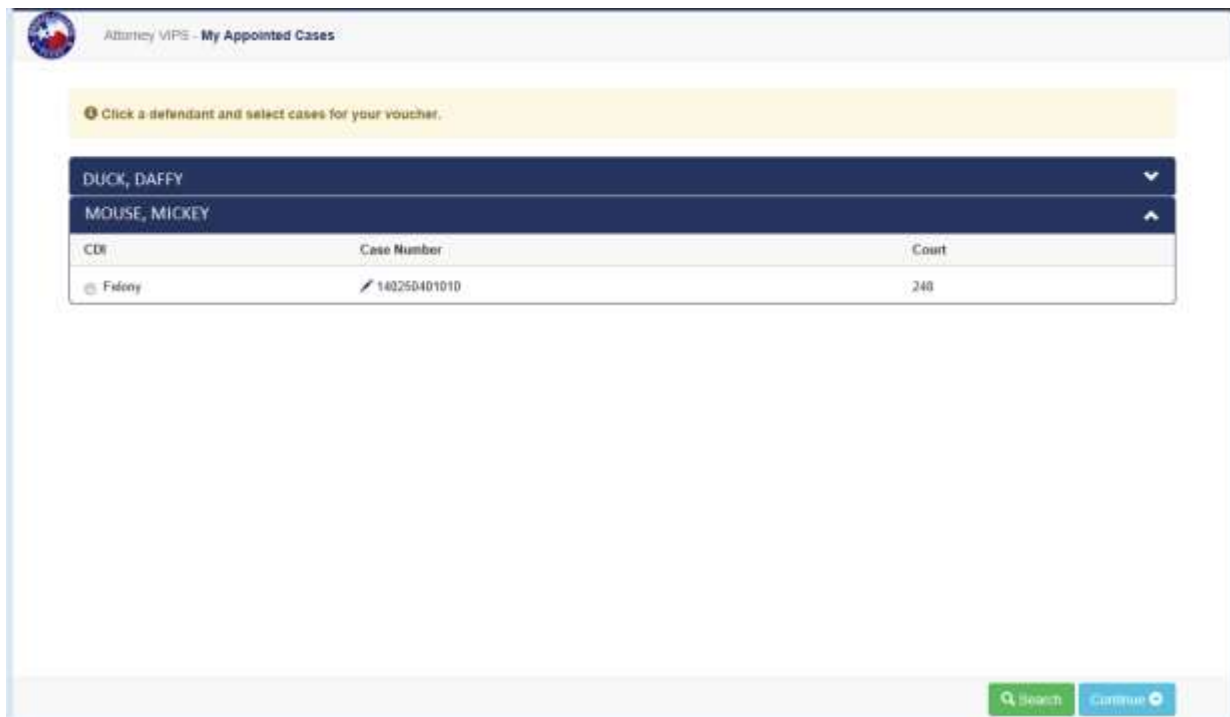 Attorney VIPS - My Appointed Cases
Click a defendant and select cases for your voucher.
DUCK, DAFFY
MOUSE, MICKEY
CDI Case Number Court
Felony 140250401010 248
Search Continue